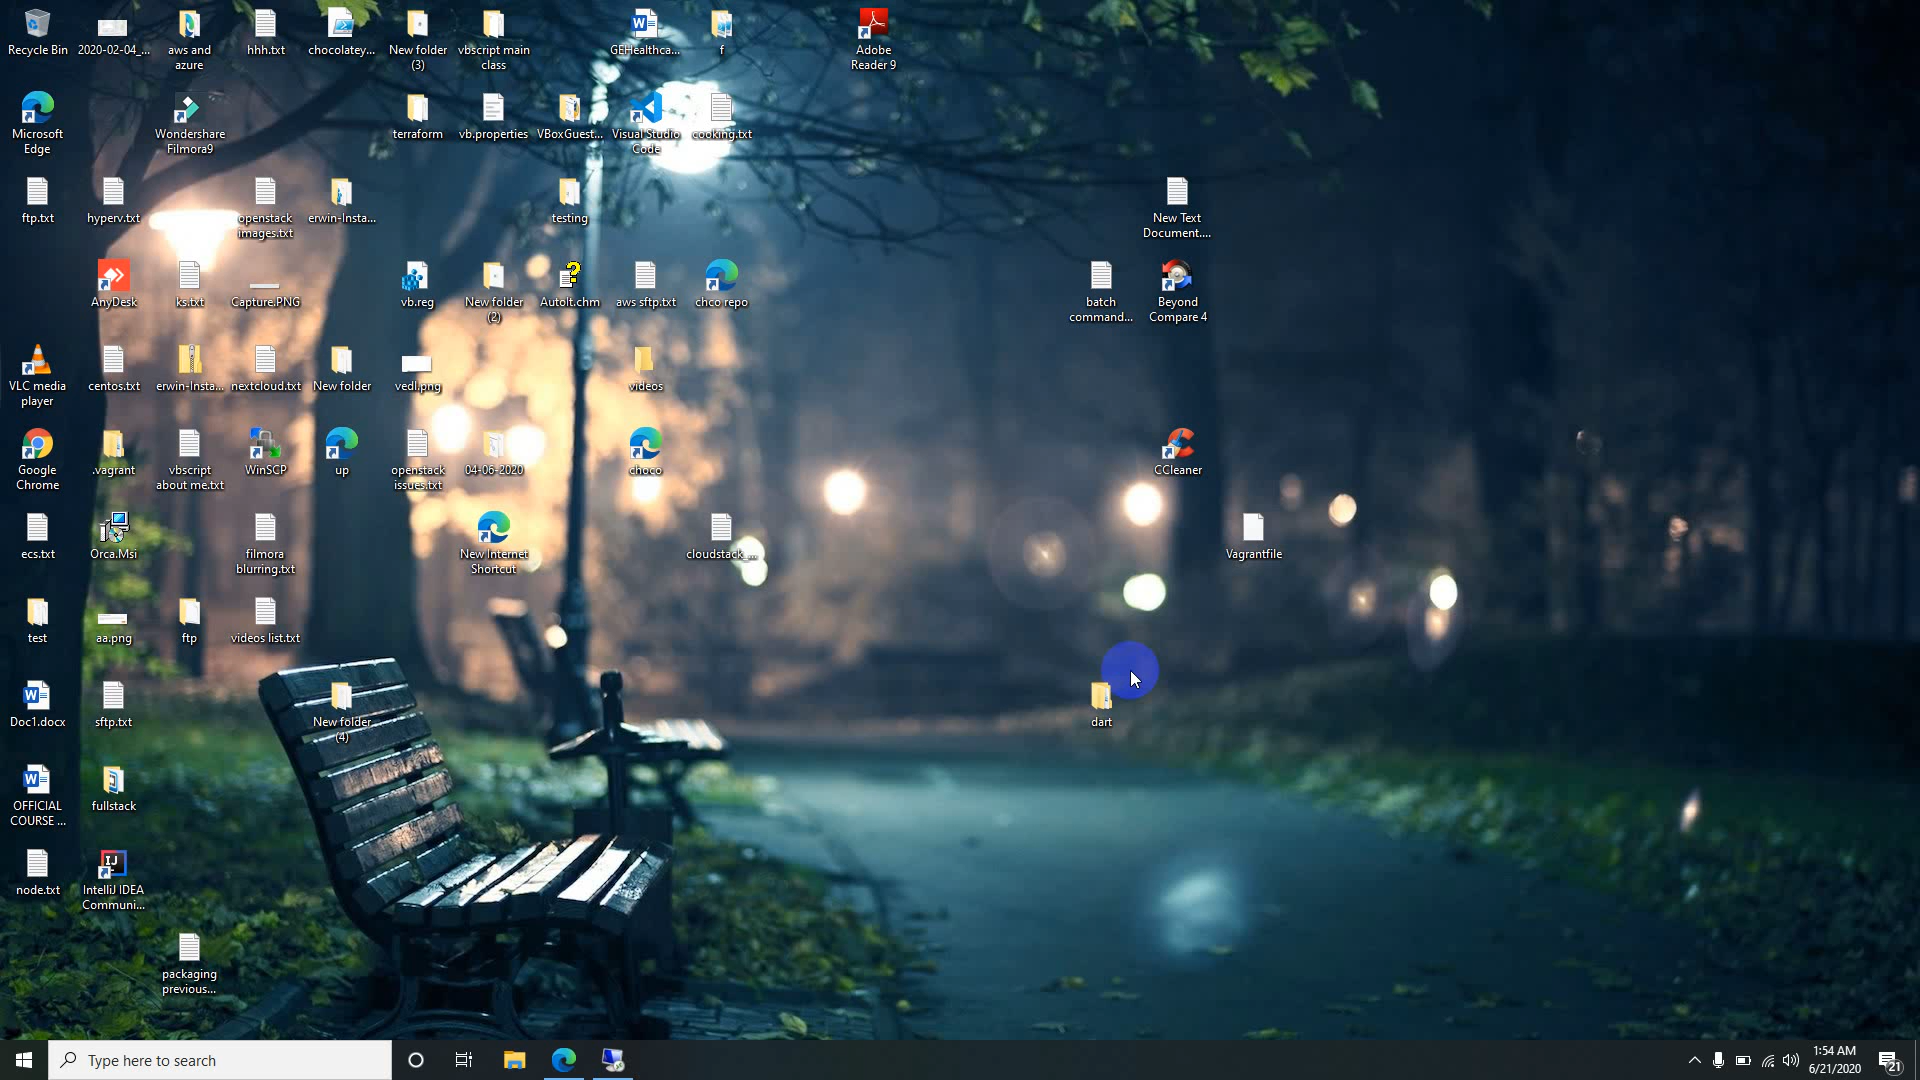 Recycle Bin
2020-02-04_...
aws and
azure
hhh.txt
chocolatey...
New folder
(3)
vbscript main
class
GEHealthca...
f
Adobe
Reader 9
Microsoft
Edge
Wondershare
Filmora9
terraform
vb.properties
VBoxGuest...
Visual Studio
Code
cooking.txt
ftp.txt
hyperv.txt
openstack
images.txt
erwin-Insta...
testing
New Text
Document....
AnyDesk
ks.txt
Capture.PNG
vb.reg
New folder
(2)
AutoIt.chm
aws sftp.txt
chco repo
batch
command...
Beyond
Compare 4
VLC media
player
centos.txt
erwin-Insta...
nextcloud.txt
New folder
vedl.png
videos
Google
Chrome
.vagrant
vbscript
about me.txt
WinSCP
up
openstack
issues.txt
04-06-2020
choco
CCleaner
ecs.txt
Orca.Msi
filmora
blurring.txt
New Internet
Shortcut
cloudstack_...
Vagrantfile
test
aa.png
ftp
videos list.txt
Doc1.docx
sftp.txt
New folder
(4)
dart
OFFICIAL
COURSE ...
fullstack
node.txt
IntelliJ IDEA
Communi...
packaging
previous...
Type here to search
1:54 AM
6/21/2020
21